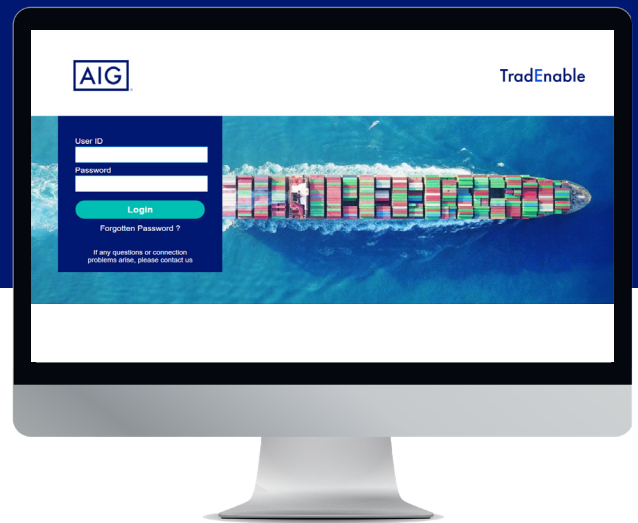 AIG
TradEnable
User ID
Password
Login
Forgotten Password ?
If any questions or connection
problems arise, please contact us